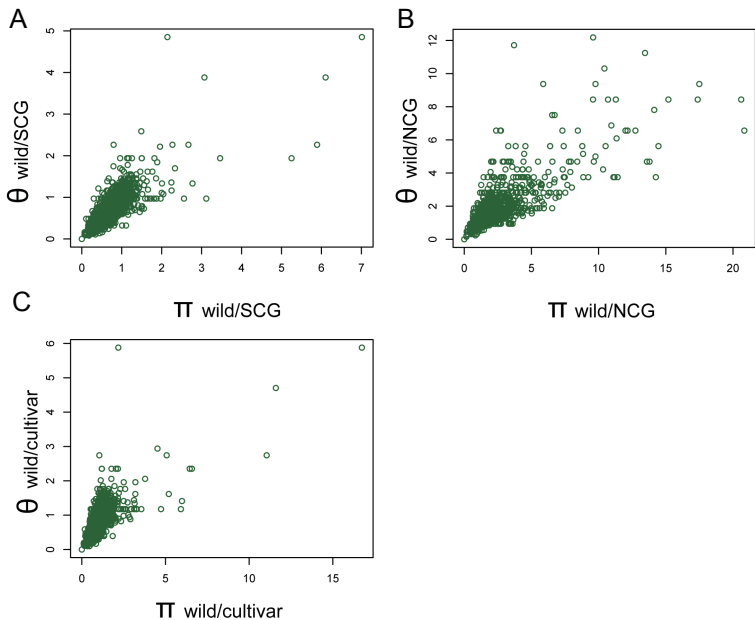 A
θ wild/SCG
5
4
3
2
1
0
0 1 2 3 4 5 6 7
π wild/SCG
B
θ wild/NCG
12
10
8
6
4
2
0
0 5 10 15 20
π wild/NCG
C
θ wild/cultivar
6
5
4
3
2
1
0
0 5 10 15
π wild/cultivar